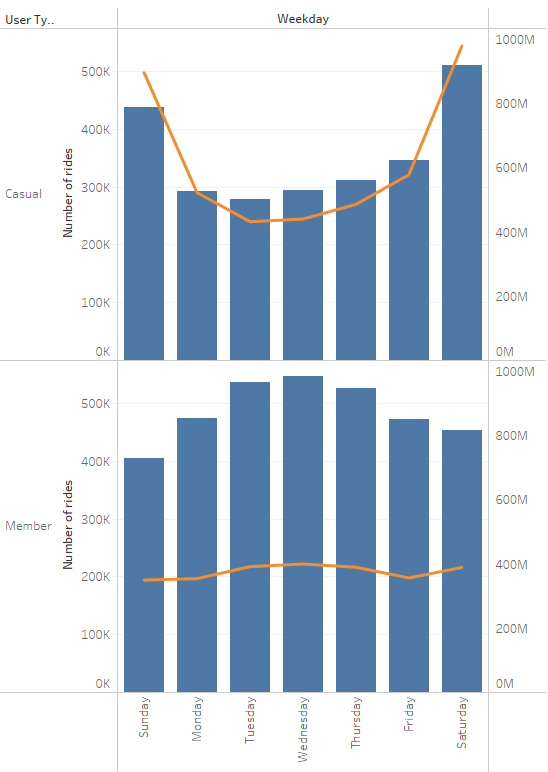 User Ty..
Weekday
Casual
Number of rides
500K
400K
300K
200K
100K
0K
1000M
800M
600M
400M
200M
0M
Member
Number of rides
500K
400K
300K
200K
100K
0K
1000M
800M
600M
400M
200M
0M
Sunday
Monday
Tuesday
Wednesday
Thursday
Friday
Saturday